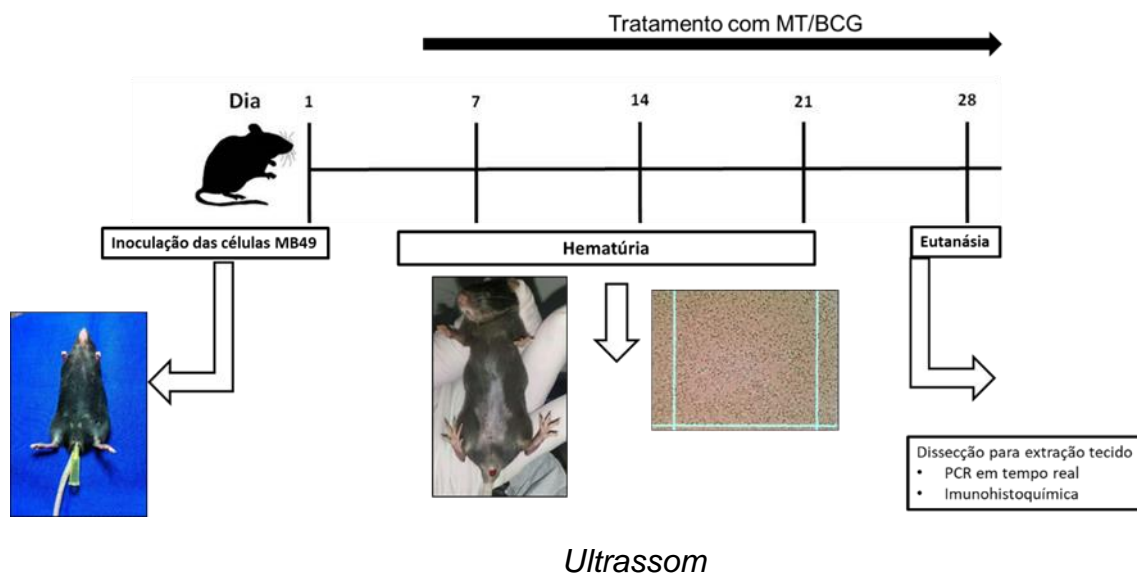 Tratamento com MT/BCG
Dia 1 7 14 21 28
Inoculação das células MB49
Hematúria
Eutanásia
Dissecção para extração tecido
• PCR em tempo real
• Imunohistoquímica
Ultrassom